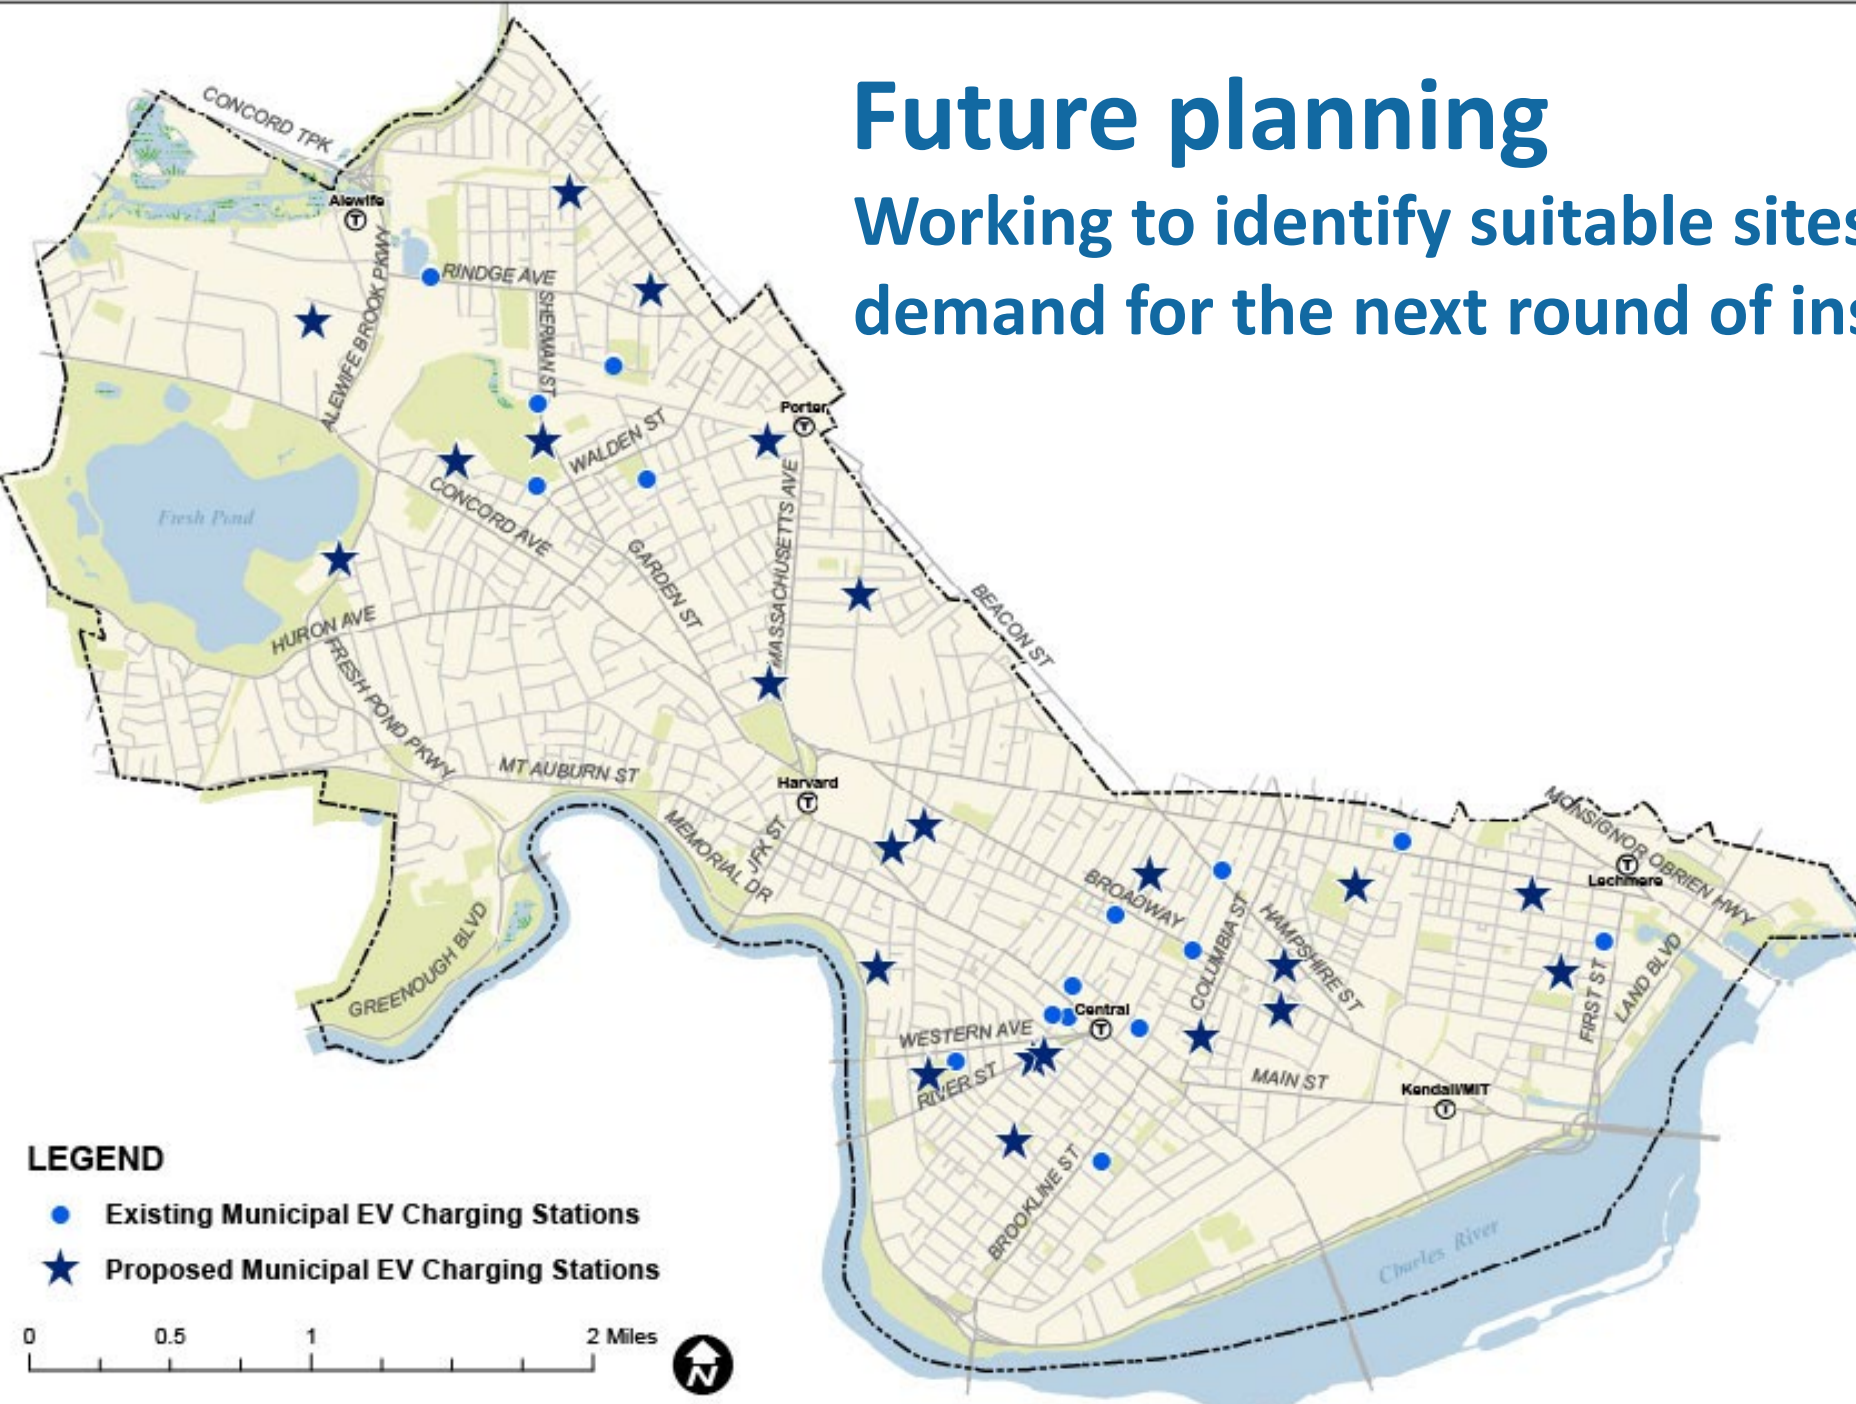 Future planning
Working to identify suitable sites
demand for the next round of ins
CONCORD TPK
Alewife
T
RINDGE AVE
ALEWIFE BROOK PKWY
SHERMAN ST
Porter
T
WALDEN ST
CONCORD AVE
Fresh Pond
GARDEN ST
MASSACHUSETTS AVE
BEACON ST
HURON AVE
FRESH POND PKWY
MT AUBURN ST
Harvard
T
MEMORIAL DR
JFK ST
MONSIGNOR OBRIEN HWY
T
Lechmere
BROADWAY
COLUMBIA ST
HAMPSHIRE ST
GREENOUGH BLVD
FIRST ST
LAND BLVD
WESTERN AVE
Central
T
RIVER ST
MAIN ST
Kendall/MIT
T
BROOKLINE ST
Charles River
LEGEND
Existing Municipal EV Charging Stations
Proposed Municipal EV Charging Stations
0 0.5 1 2 Miles
N